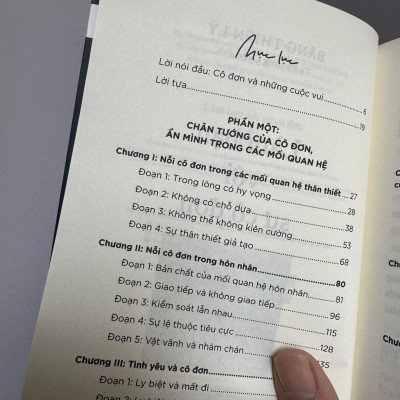 Mục lục
Lời nói đầu: Cô đơn và những cuộc vui 6
Lời tựa 19
PHẦN MỘT:
CHÂN TƯỚNG CỦA CÔ ĐƠN,
ẨN MÌNH TRONG CÁC MỐI QUAN HỆ
Chương I: Nỗi cô đơn trong các mối quan hệ thân thiết 27
Đoạn 1: Trong lòng có hy vọng 28
Đoạn 2: Không có chỗ dựa 38
Đoạn 3: Không thể không kiên cường 53
Đoạn 4: Sự thân thiết giả tạo 68
Chương II: Nỗi cô đơn trong hôn nhân 80
Đoạn 1: Bản chất của mối quan hệ hôn nhân 81
Đoạn 2: Giao tiếp và không giao tiếp 96
Đoạn 3: Kiểm soát lẫn nhau 115
Đoạn 4: Sự lệ thuộc tiêu cực 128
Đoạn 5: Vặt vãnh và nhàm chán 135
Chương III: Tình yêu và cô đơn
Đoạn 1: Ly biệt và mất đi